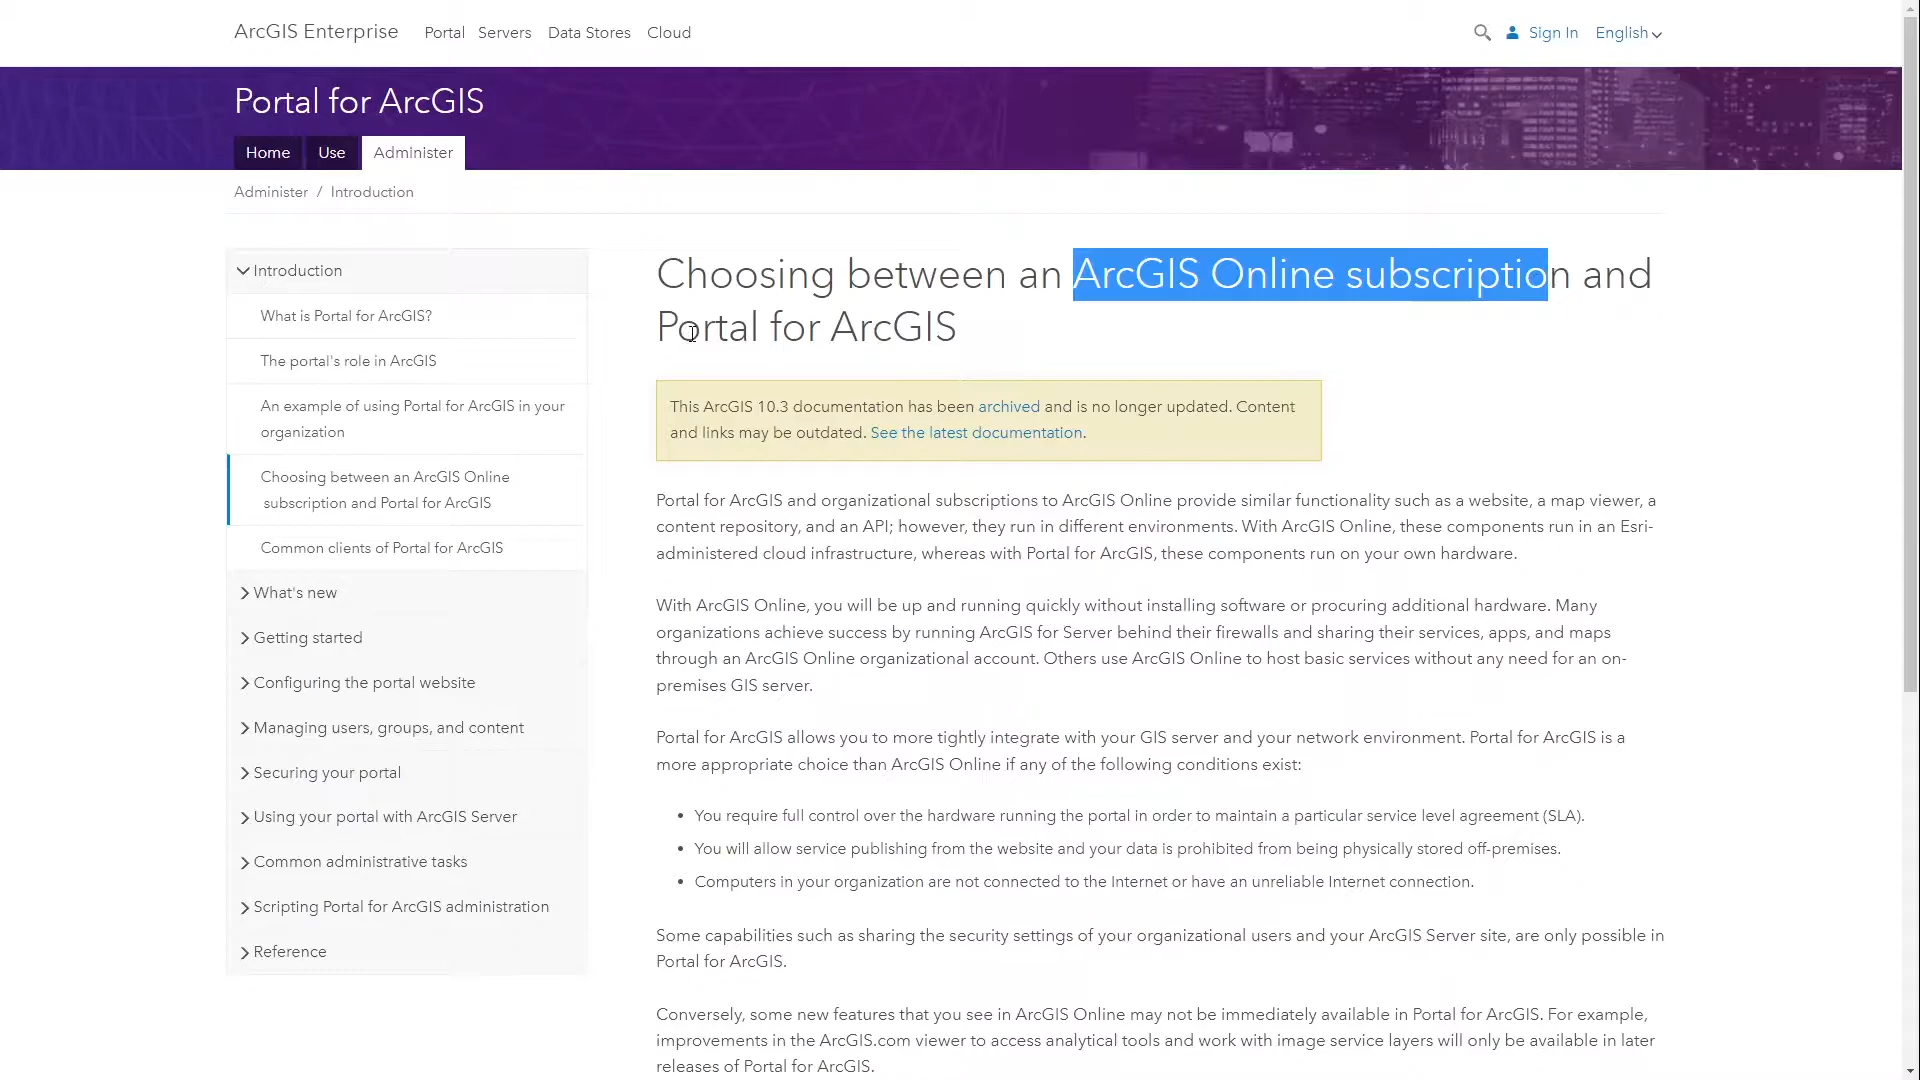 ArcGIS Enterprise Portal Servers Data Stores Cloud Sign In English
Portal for ArcGIS
Home Use Administer
Administer / Introduction
Introduction
What is Portal for ArcGIS?
The portal's role in ArcGIS
An example of using Portal for ArcGIS in your
organization
Choosing between an ArcGIS Online
subscription and Portal for ArcGIS
Common clients of Portal for ArcGIS
What's new
Getting started
Configuring the portal website
Managing users, groups, and content
Securing your portal
Using your portal with ArcGIS Server
Common administrative tasks
Scripting Portal for ArcGIS administration
Reference
Choosing between an ArcGIS Online subscription and
Portal for ArcGIS
This ArcGIS 10.3 documentation has been archived and is no longer updated. Content
and links may be outdated. See the latest documentation.
Portal for ArcGIS and organizational subscriptions to ArcGIS Online provide similar functionality such as a website, a map viewer, a
content repository, and an API; however, they run in different environments. With ArcGIS Online, these components run in an Esri-
administered cloud infrastructure, whereas with Portal for ArcGIS, these components run on your own hardware.
With ArcGIS Online, you will be up and running quickly without installing software or procuring additional hardware. Many
organizations achieve success by running ArcGIS for Server behind their firewalls and sharing their services, apps, and maps
through an ArcGIS Online organizational account. Others use ArcGIS Online to host basic services without any need for an on-
premises GIS server.
Portal for ArcGIS allows you to more tightly integrate with your GIS server and your network environment. Portal for ArcGIS is a
more appropriate choice than ArcGIS Online if any of the following conditions exist:
• You require full control over the hardware running the portal in order to maintain a particular service level agreement (SLA).
• You will allow service publishing from the website and your data is prohibited from being physically stored off-premises.
• Computers in your organization are not connected to the Internet or have an unreliable Internet connection.
Some capabilities such as sharing the security settings of your organizational users and your ArcGIS Server site, are only possible in
Portal for ArcGIS.
Conversely, some new features that you see in ArcGIS Online may not be immediately available in Portal for ArcGIS. For example,
improvements in the ArcGIS.com viewer to access analytical tools and work with image service layers will only be available in later
releases of Portal for ArcGIS.